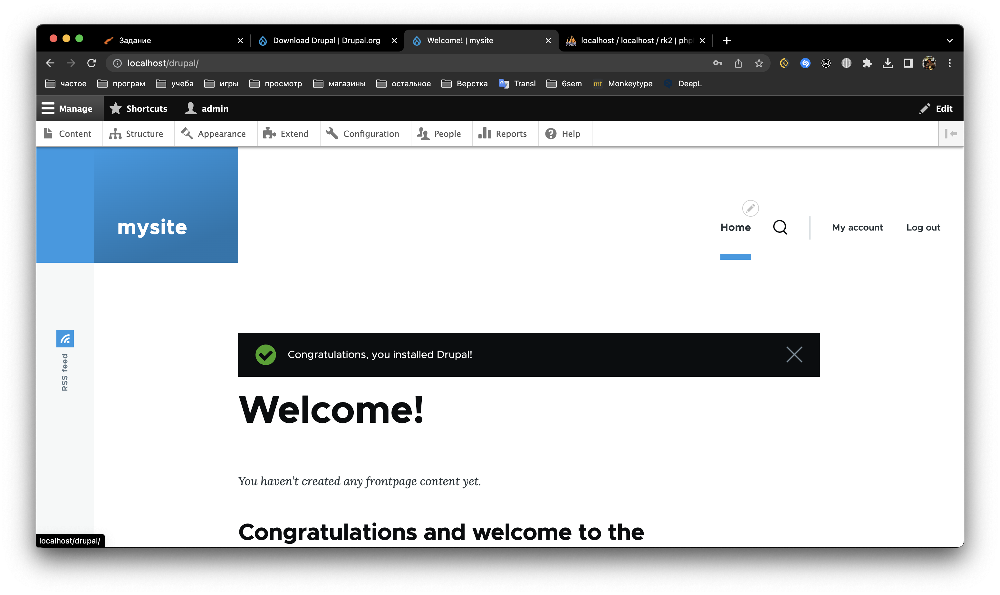 Задание
Download Drupal | Drupal.org
Welcome! | mysite
localhost / localhost / rk2 | php
localhost/drupal/
частое програм учеба игры просмотр магазины остальное Верстка Transl 6sem mt Monkeytype DeepL
Manage Shortcuts admin Edit
Content Structure Appearance Extend Configuration People Reports Help
mysite
Home My account Log out
RSS feed
Congratulations, you installed Drupal!
Welcome!
You haven’t created any frontpage content yet.
Congratulations and welcome to the
localhost/drupal/